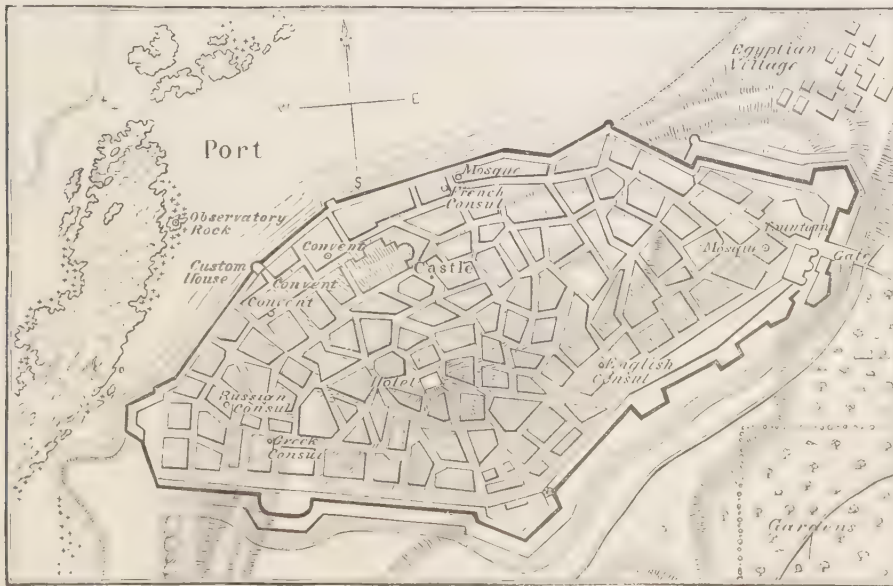 Egyptian
Village
W
E
S
Port
Mosque
French
Consul
Observatory
Rock
Convent
Custom
House
Castle
Convent
Convent
Fountain
Mosque
Gate
English
Consul
Hotel
Russian
Consul
Greek
Consul
Gardens